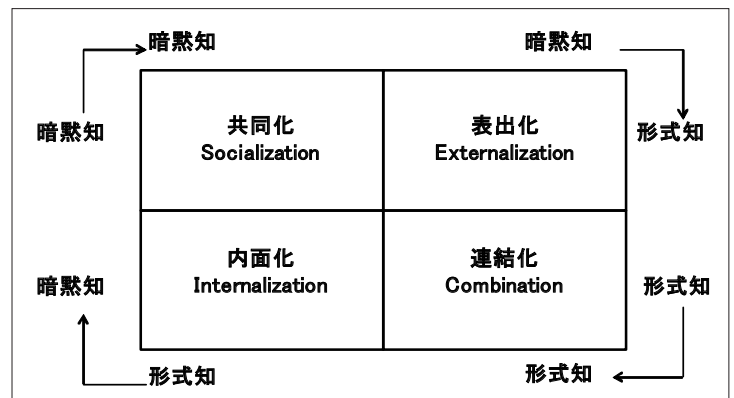 暗黙知
暗黙知
暗黙知
共同化
Socialization
表出化
Externalization
形式知
暗黙知
内面化
Internalization
連結化
Combination
形式知
形式知
形式知